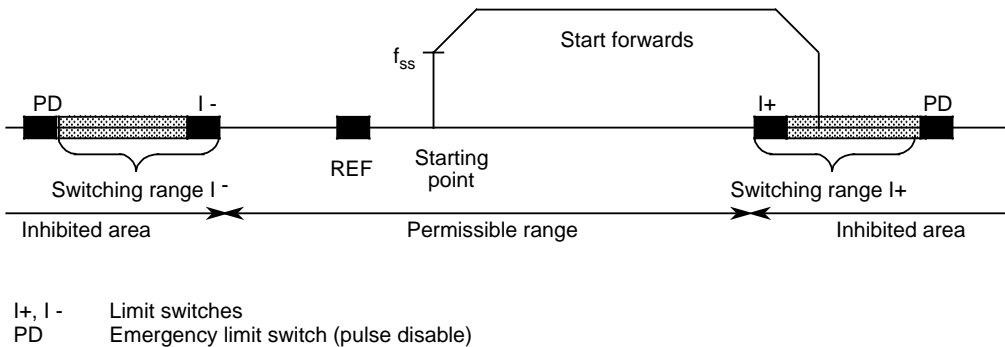 Start forwards
fss
PD
I -
I+
PD
REF
Starting
point
Switching range I -
Switching range I+
Inhibited area
Permissible range
Inhibited area
I+, I - Limit switches
PD Emergency limit switch (pulse disable)